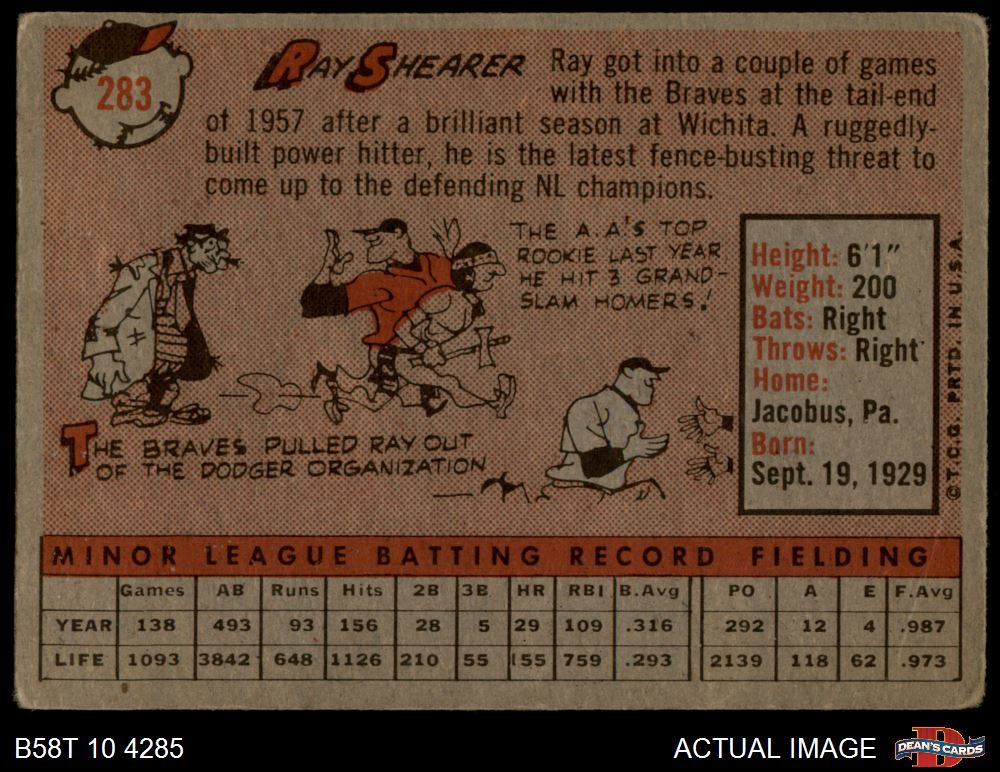 283
RAY SHEARER
Ray got into a couple of games
with the Braves at the tail-end
of 1957 after a brilliant season at Wichita. A ruggedly-
built power hitter, he is the latest fence-busting threat to
come up to the defending NL champions.
THE A.A'S TOP
ROOKIE LAST YEAR
HE HIT 3 GRAND-
SLAM HOMERS!
THE BRAVES PULLED RAY OUT
OF THE DODGER ORGANIZATION
Height: 6'1"
Weight: 200
Bats: Right
Throws: Right
Home:
Jacobus, Pa.
Born:
Sept. 19, 1929
© T.C.G. PRTD. IN U.S.A.
MINOR LEAGUE BATTING RECORD FIELDING
Games AB Runs Hits 2B 3B HR RBI B.Avg PO A E F.Avg
YEAR 138 493 93 156 28 5 29 109 .316 292 12 4 .987
LIFE 1093 3842 648 1126 210 55 155 759 .293 2139 118 62 .973
B58T 10 4285
ACTUAL IMAGE
DEAN'S CARDS